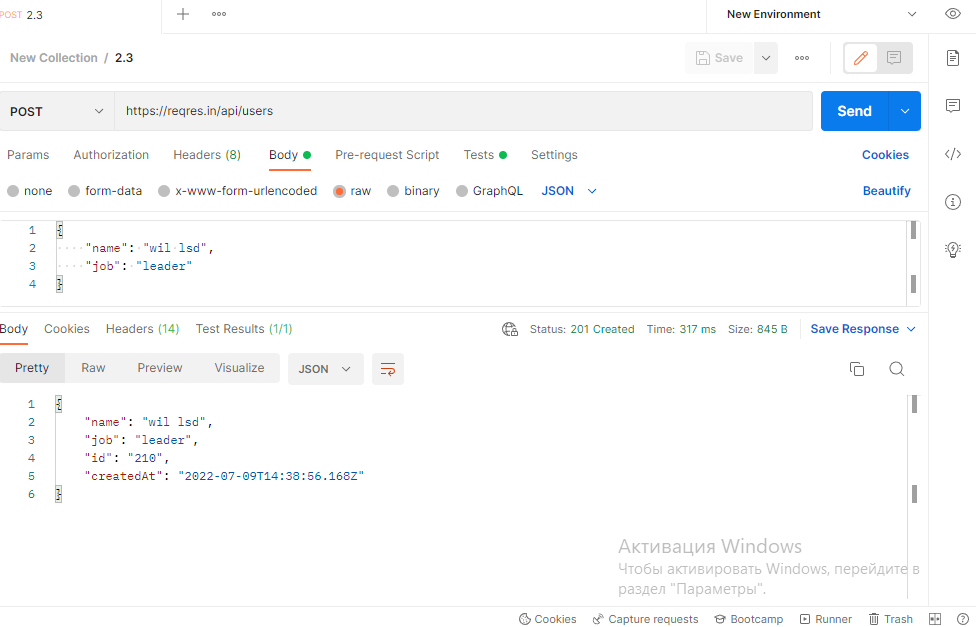 POST 2.3
New Environment
New Collection / 2.3
Save
POST
https://reqres.in/api/users
Send
Params Authorization Headers (8) Body Pre-request Script Tests Settings Cookies
none form-data x-www-form-urlencoded raw binary GraphQL JSON Beautify
1 {
2 "name": "wil lsd",
3 "job": "leader"
4 }
Body Cookies Headers (14) Test Results (1/1) Status: 201 Created Time: 317 ms Size: 845 B Save Response
Pretty Raw Preview Visualize JSON
1 {
2 "name": "wil lsd",
3 "job": "leader",
4 "id": "210",
5 "createdAt": "2022-07-09T14:38:56.168Z"
6 }
Активация Windows
Чтобы активировать Windows, перейдите в
раздел "Параметры".
Cookies Capture requests Bootcamp Runner Trash